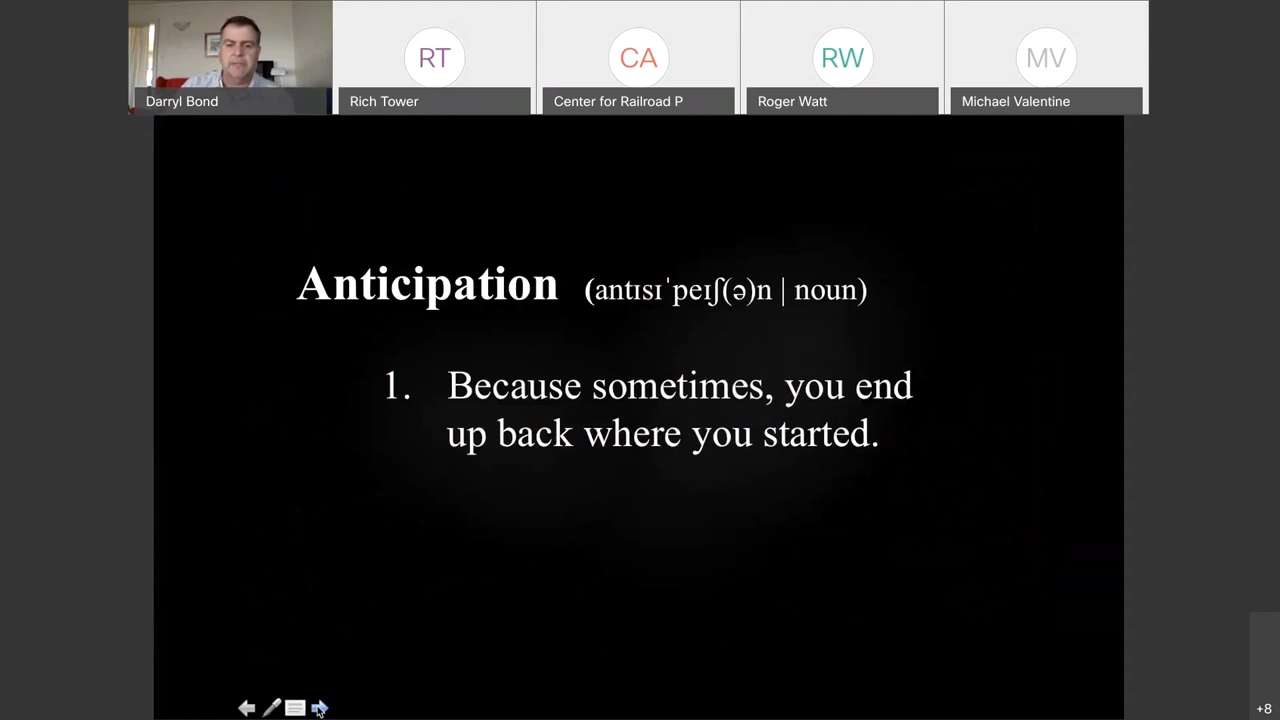 RT
CA
RW
MV
Darryl Bond
Rich Tower
Center for Railroad P
Roger Watt
Michael Valentine
Anticipation (antɪsɪˈpeɪʃ(ə)n | noun)
1. Because sometimes, you end
up back where you started.
+8